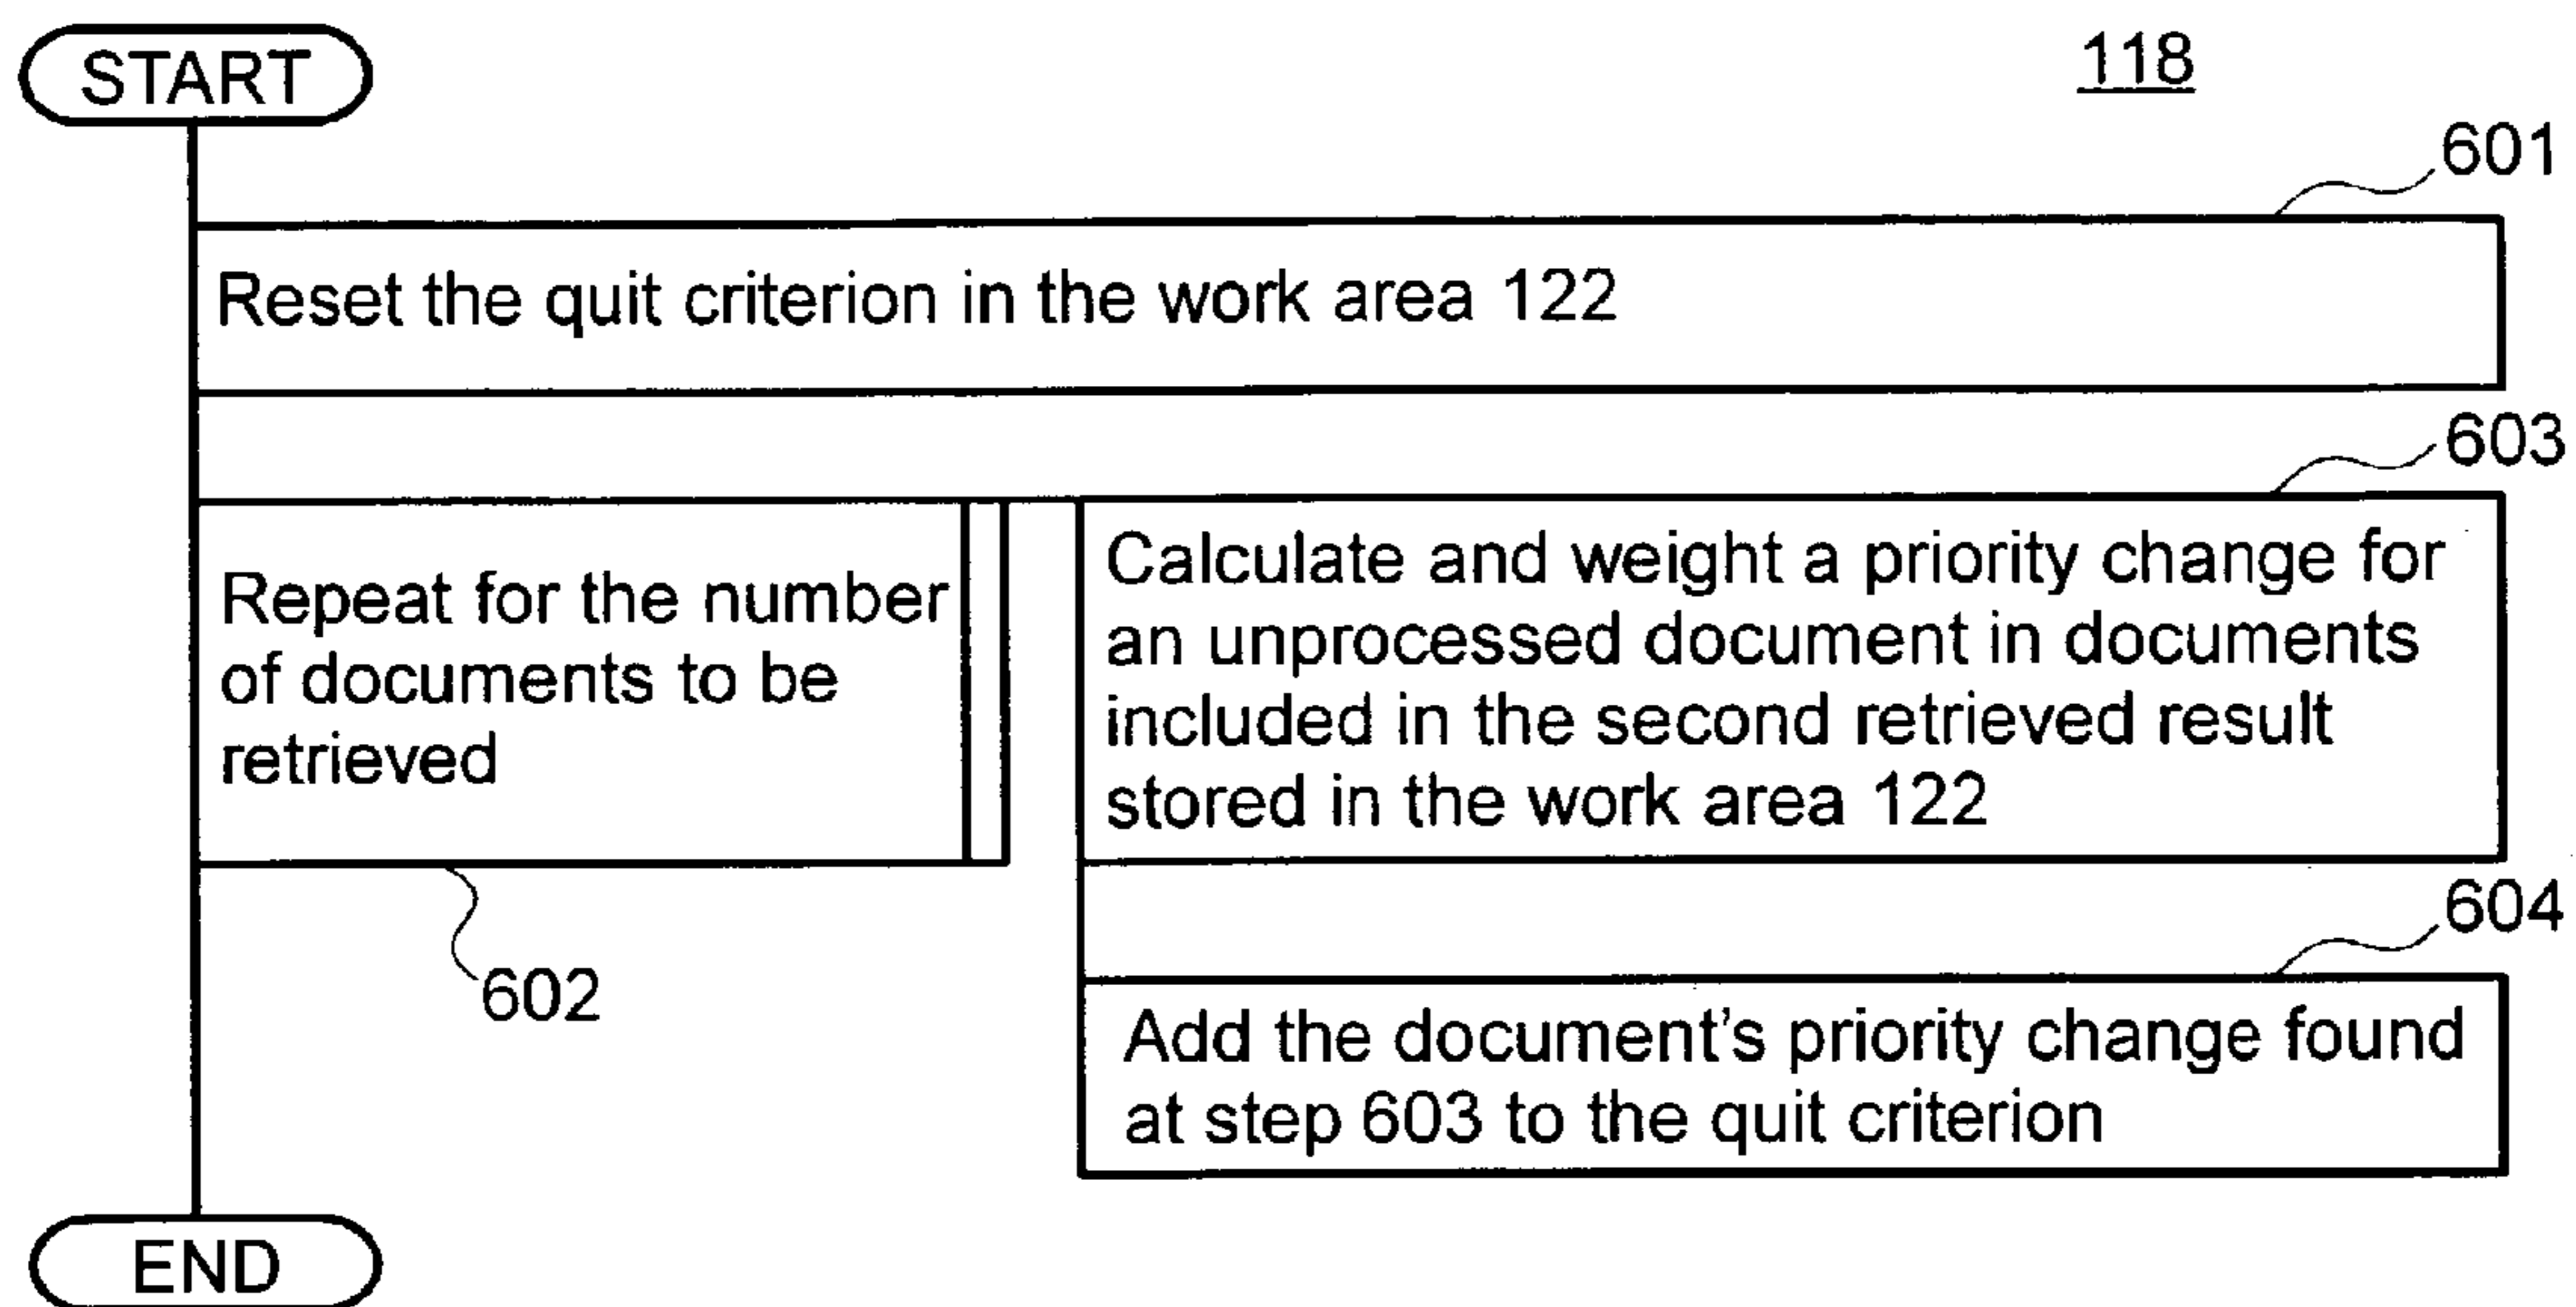 START
118
601
Reset the quit criterion in the work area 122
603
Repeat for the number
of documents to be
retrieved
602
Calculate and weight a priority change for
an unprocessed document in documents
included in the second retrieved result
stored in the work area 122
604
Add the document’s priority change found
at step 603 to the quit criterion
END